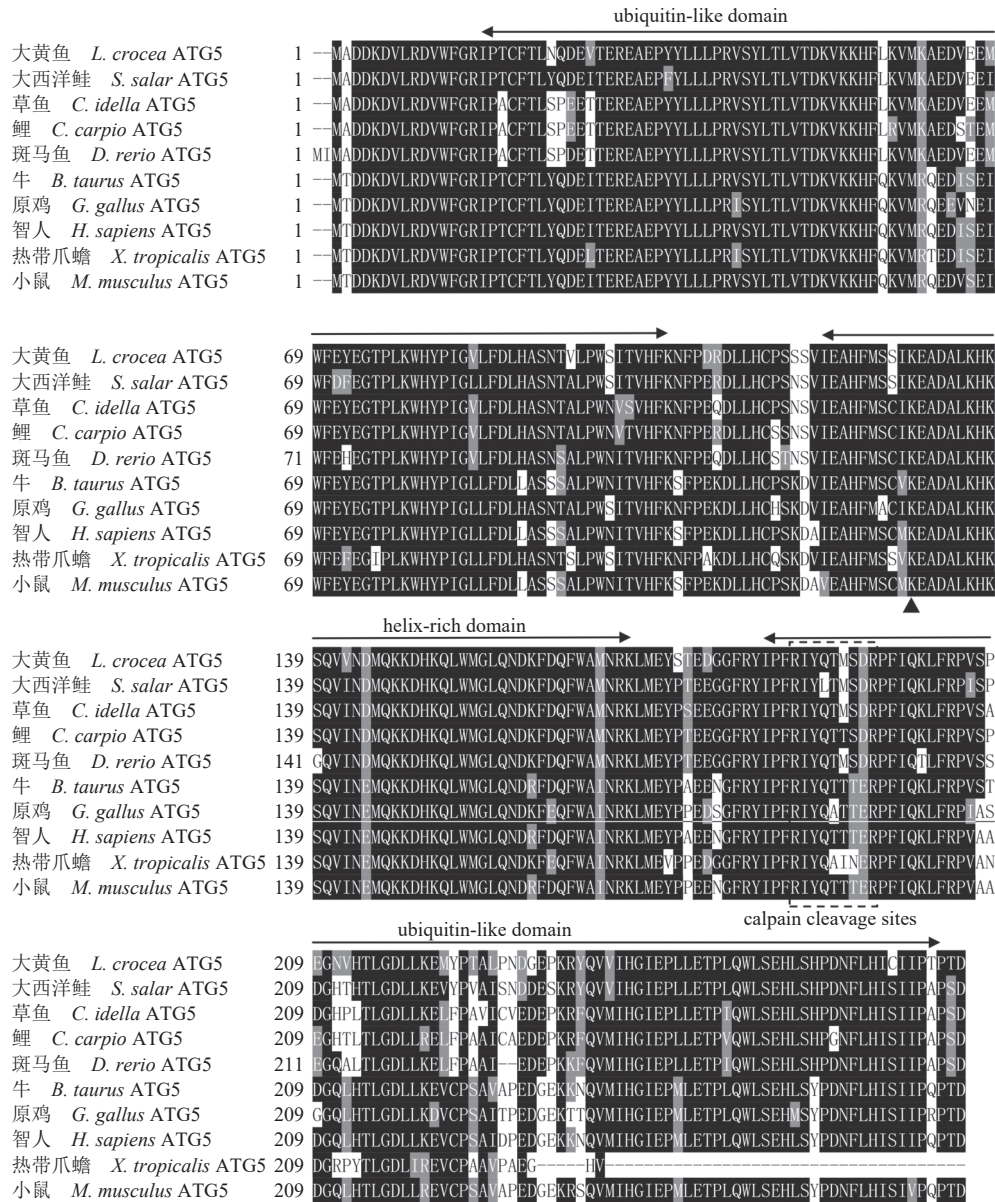 ubiquitin-like domain
大黄鱼 L. crocea ATG5 1 --MADDKDVLRDVWFGRIPTCFTLNQDEVTEREAEPYYLLLPRVSYLTLVTDKVKKHFLKVMKAEDVEEM
大西洋鲑 S. salar ATG5 1 --MADDKDVLRDVWFGRIPTCFTLYQDEITEREAEPFYLLLPRVSYLTLVTDKVKKHFLKVMKAEDVEEI
草鱼 C. idella ATG5 1 --MADDKDVLRDVWFGRIPACFTLSPEETTEREAEPYYLLLPRVSYLTLVTDKVKKHFLKVMKAEDVEEM
鲤 C. carpio ATG5 1 --MADDKDVLRDVWFGRIPACFTLSPEETTEREAEPYYLLLPRVSYLTLVTDKVKKHFLRVMKAEDSTEM
斑马鱼 D. rerio ATG5 1 MIMADDKDVLRDVWFGRIPACFTLSPDETTEREAEPYYLLLPRVSYLTLVTDKVKKHFLKVMKAEDVEEM
牛 B. taurus ATG5 1 --MTDDKDVLRDVWFGRIPTCFTLYQDEITEREAEPYYLLLPRVSYLTLVTDKVKKHFQKVMRQEDISEI
原鸡 G. gallus ATG5 1 --MTDDKDVLRDVWFGRIPTCFTLYQDEITEREAEPYYLLLPRISYLTLVTDKVKKHFQKVMRQEEVNEI
智人 H. sapiens ATG5 1 --MTDDKDVLRDVWFGRIPTCFTLYQDEITEREAEPYYLLLPRVSYLTLVTDKVKKHFQKVMRQEDISEI
热带爪蟾 X. tropicalis ATG5 1 --MTDDKDVLRDVWFGRIPTCFTLYQDELTEREAEPYYLLLPRISYLTLVTDKVKKHFQKVMRTEDISEI
小鼠 M. musculus ATG5 1 --MTDDKDVLRDVWFGRIPTCFTLYQDEITEREAEPYYLLLPRVSYLTLVTDKVKKHFQKVMRQEDVSEI
大黄鱼 L. crocea ATG5 69 WFEYEGTPLKWHYPIGVLFDLHASNTVLPWSITVHFKNFPDRDLLHCPSSSVIEAHFMSSIKEADALKHK
大西洋鲑 S. salar ATG5 69 WFDFEGTPLKWHYPIGLLFDLHASNTALPWSITVHFKNFPERDLLHCPSNSVIEAHFMSSIKEADALKHK
草鱼 C. idella ATG5 69 WFEYEGTPLKWHYPIGVLFDLHASNTALPWNVSVHFKNFPEQDLLHCPSNSVIEAHFMSCIKEADALKHK
鲤 C. carpio ATG5 69 WFEYEGTPLKWHYPIGVLFDLHASNTALPWNVTVHFKNFPERDLLHCSSNSVIEAHFMSCIKEADALKHK
斑马鱼 D. rerio ATG5 71 WFEHEGTPLKWHYPIGVLFDLHASNSALPWNITVHFKNFPEQDLLHCSTNSVIEAHFMSCIKEADALKHK
牛 B. taurus ATG5 69 WFEYEGTPLKWHYPIGLLFDLLASSSALPWNITVHFKSFPEKDLLHCPSKDVIEAHFMSCVKEADALKHK
原鸡 G. gallus ATG5 69 WFEYEGTPLKWHYPIGLLFDLHASNTALPWSITVHFKNFPEKDLLHCHSKDVIEAHFMACIKEADALKHK
智人 H. sapiens ATG5 69 WFEYEGTPLKWHYPIGLLFDLLASSSALPWNITVHFKSFPEKDLLHCPSKDAIEAHFMSCMKEADALKHK
热带爪蟾 X. tropicalis ATG5 69 WFEFEGIPLKWHYPIGLLFDLHASNTSLPWSITVHFKNFPAKDLLHCQSKDVIEAHFMSSVKEADALKHK
小鼠 M. musculus ATG5 69 WFEYEGTPLKWHYPIGLLFDLLASSSALPWNITVHFKSFPEKDLLHCPSKDAVEAHFMSCMKEADALKHK
helix-rich domain
大黄鱼 L. crocea ATG5 139 SQVVNDMQKKDHKQLWMGLQNDKFDQFWAMNRKLMEYSTEDGGFRYIPFRIYQTMSDRPFIQKLFRPVSP
大西洋鲑 S. salar ATG5 139 SQVINDMQKKDHKQLWMGLQNDKFDQFWAMNRKLMEYPTEEGGFRYIPFRIYLTMSDRPFIQKLFRPISP
草鱼 C. idella ATG5 139 SQVINDMQKKDHKQLWMGLQNDKFDQFWAMNRKLMEYPSEEGGFRYIPFRIYQTMSDRPFIQKLFRPVSA
鲤 C. carpio ATG5 139 SQVINDMQKKDHKQLWMGLQNDKFDQFWAMNRKLMEYPTEEGGFRYIPFRIYQTTSDRPFIQKLFRPVSP
斑马鱼 D. rerio ATG5 141 GQVINDMQKKDHKQLWMGLQNDKFDQFWAMNRKLMEYPTEEGGFRYIPFRIYQTMSDRPFIQTLFRPVSS
牛 B. taurus ATG5 139 SQVINEMQKKDHKQLWMGLQNDRFDQFWAINRKLMEYPAEENGFRYIPFRIYQTTTERPFIQKLFRPVST
原鸡 G. gallus ATG5 139 SQVINEMQKKDHKQLWMGLQNDKFEQFWAINRKLMEYPPEDSGFRYIPFRIYQATTERPFIQKLFRPIAS
智人 H. sapiens ATG5 139 SQVINEMQKKDHKQLWMGLQNDRFDQFWAINRKLMEYPAEENGFRYIPFRIYQTTTERPFIQKLFRPVAA
热带爪蟾 X. tropicalis ATG5 139 SQVINEMQKKDHKQLWMGLQNDKFEQFWAINRKLMEVPPEDGGFRYIPFRIYQAINERPFIQKLFRPVAN
小鼠 M. musculus ATG5 139 SQVINEMQKKDHKQLWMGLQNDRFDQFWAINRKLMEYPPEENGFRYIPFRIYQTTTERPFIQKLFRPVAA
ubiquitin-like domain calpain cleavage sites
大黄鱼 L. crocea ATG5 209 EGNVHTLGDLLKEMYPTALPNDGEPKRYQVVIHGIEPLLETPLQWLSEHLSHPDNFLHICIIPTPTD
大西洋鲑 S. salar ATG5 209 DGHTHTLGDLLKEVYPVAISNDDESKRYQVVIHGIEPLLETPLQWLSEHLSHPDNFLHISIIPAPSD
草鱼 C. idella ATG5 209 DGHPLTLGDLLKELFPAVICVEDEPKRFQVMIHGIEPLLETPIQWLSEHLSHPDNFLHISIIPAPSD
鲤 C. carpio ATG5 209 EGHTLTLGDLLRELFPAAICAEDEPKRFQVMIHGIEPLLETPVQWLSEHLSHPGNFLHISIIPAPSD
斑马鱼 D. rerio ATG5 211 EGQALTLGDLLKELFPAAI--EDEPKKFQVMIHGIEPLLETPIQWLSEHLSHPDNFLHISIIPAPSD
牛 B. taurus ATG5 209 DGQLHTLGDLLKEVCPSAVAPEDGEKKNQVMIHGIEPMLETPLQWLSEHLSYPDNFLHISIIPQPTD
原鸡 G. gallus ATG5 209 GGQLHTLGDLLKDVCPSAITPEDGEKTTQVMIHGIEPMLETPLQWLSEHMSYPDNFLHISIIPRPTD
智人 H. sapiens ATG5 209 DGQLHTLGDLLKEVCPSAIDPEDGEKKNQVMIHGIEPMLETPLQWLSEHLSYPDNFLHISIIPQPTD
热带爪蟾 X. tropicalis ATG5 209 DGRPYTLGDLIREVCPAAVPAEG-----HV-------------------------------------
小鼠 M. musculus ATG5 209 DGQLHTLGDLLREVCPSAVAPEDGEKRSQVMIHGIEPMLETPLQWLSEHLSYPDNFLHISIVPQPTD